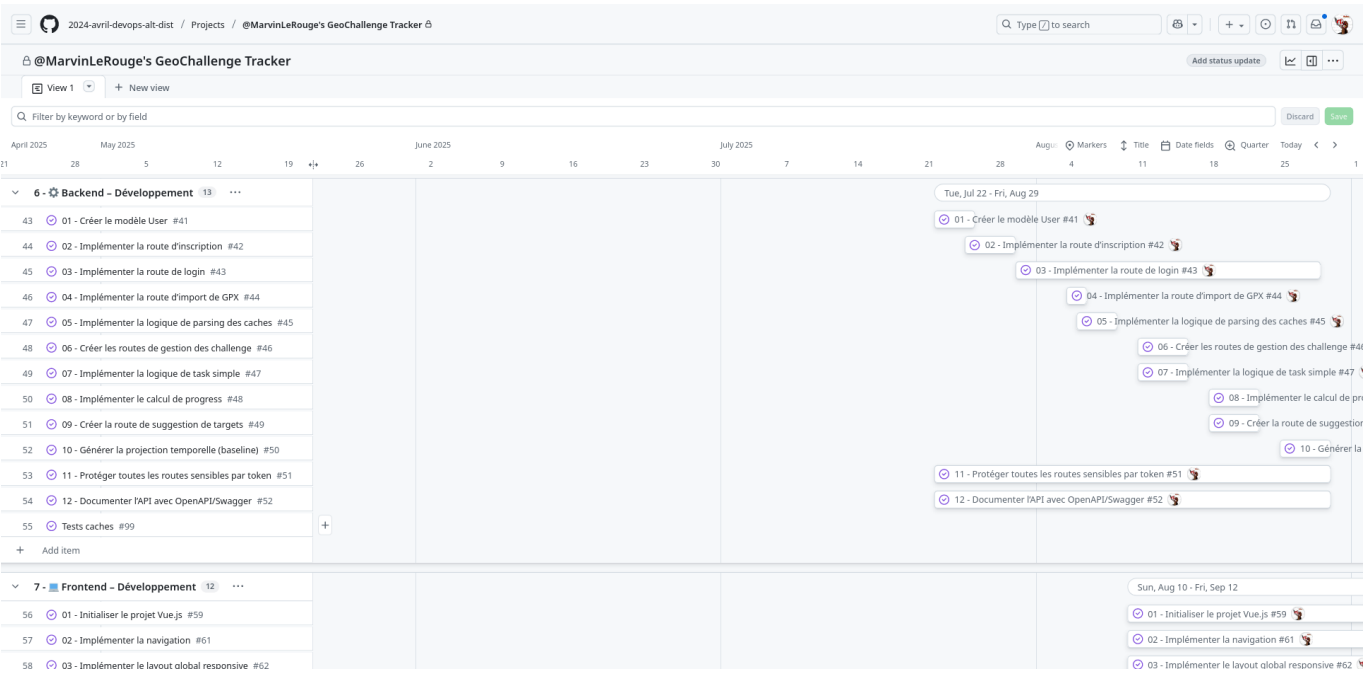 2024-avril-devops-alt-dist / Projects / @MarvinLeRouge's GeoChallenge Tracker
Type / to search
@MarvinLeRouge's GeoChallenge Tracker
Add status update
View 1
New view
Filter by keyword or by field
Discard
Save
April 2025 May 2025 June 2025 July 2025 Augu Markers Title Date fields Quarter Today
21 28 5 12 19 26 2 9 16 23 30 7 14 21 28 4 11 18 25 1
6 - ⚙ Backend – Développement 13 ...
Tue, Jul 22 - Fri, Aug 29
43 01 - Créer le modèle User #41
01 - Créer le modèle User #41
44 02 - Implémenter la route d'inscription #42
02 - Implémenter la route d'inscription #42
45 03 - Implémenter la route de login #43
03 - Implémenter la route de login #43
46 04 - Implémenter la route d'import de GPX #44
04 - Implémenter la route d'import de GPX #44
47 05 - Implémenter la logique de parsing des caches #45
05 - Implémenter la logique de parsing des caches #45
48 06 - Créer les routes de gestion des challenge #46
06 - Créer les routes de gestion des challenge #46
49 07 - Implémenter la logique de task simple #47
07 - Implémenter la logique de task simple #47
50 08 - Implémenter le calcul de progress #48
08 - Implémenter le calcul de pro
51 09 - Créer la route de suggestion de targets #49
09 - Créer la route de suggestion
52 10 - Générer la projection temporelle (baseline) #50
10 - Générer la
53 11 - Protéger toutes les routes sensibles par token #51
11 - Protéger toutes les routes sensibles par token #51
54 12 - Documenter l'API avec OpenAPI/Swagger #52
12 - Documenter l'API avec OpenAPI/Swagger #52
55 Tests caches #99
+ Add item
7 - 💻 Frontend – Développement 12 ...
Sun, Aug 10 - Fri, Sep 12
56 01 - Initialiser le projet Vue.js #59
01 - Initialiser le projet Vue.js #59
57 02 - Implémenter la navigation #61
02 - Implémenter la navigation #61
58 03 - Implémenter le layout global responsive #62
03 - Implémenter le layout global responsive #62